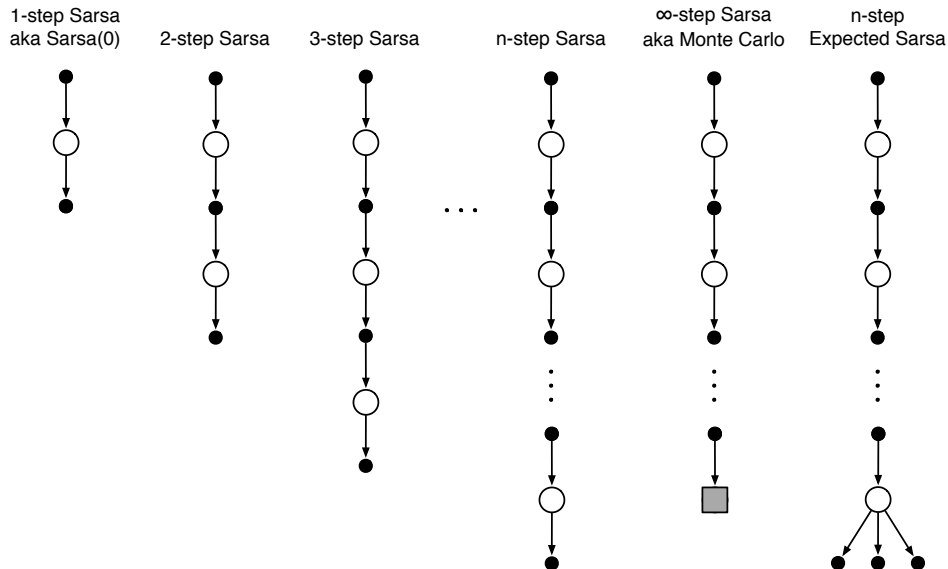 1-step Sarsa
aka Sarsa(0)
2-step Sarsa
3-step Sarsa
n-step Sarsa
∞-step Sarsa
aka Monte Carlo
n-step
Expected Sarsa